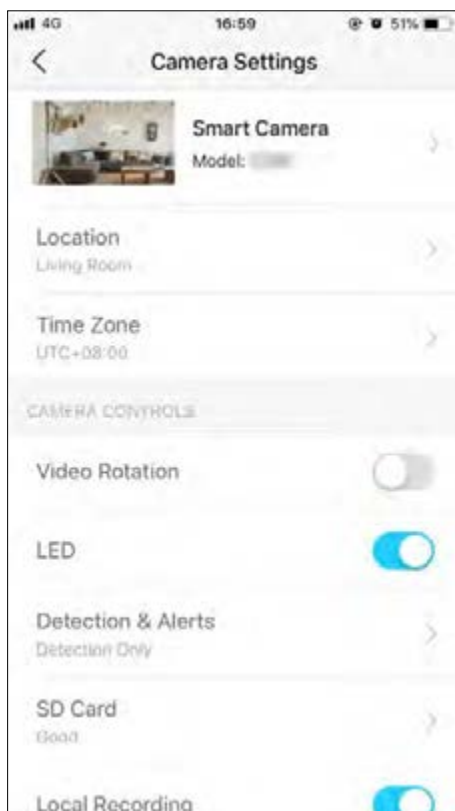 4G 16:59 51%
Camera Settings
Smart Camera
Model:
Location
Living Room
Time Zone
UTC+08:00
CAMERA CONTROLS
Video Rotation
LED
Detection & Alerts
Detection Only
SD Card
Good
Local Recording